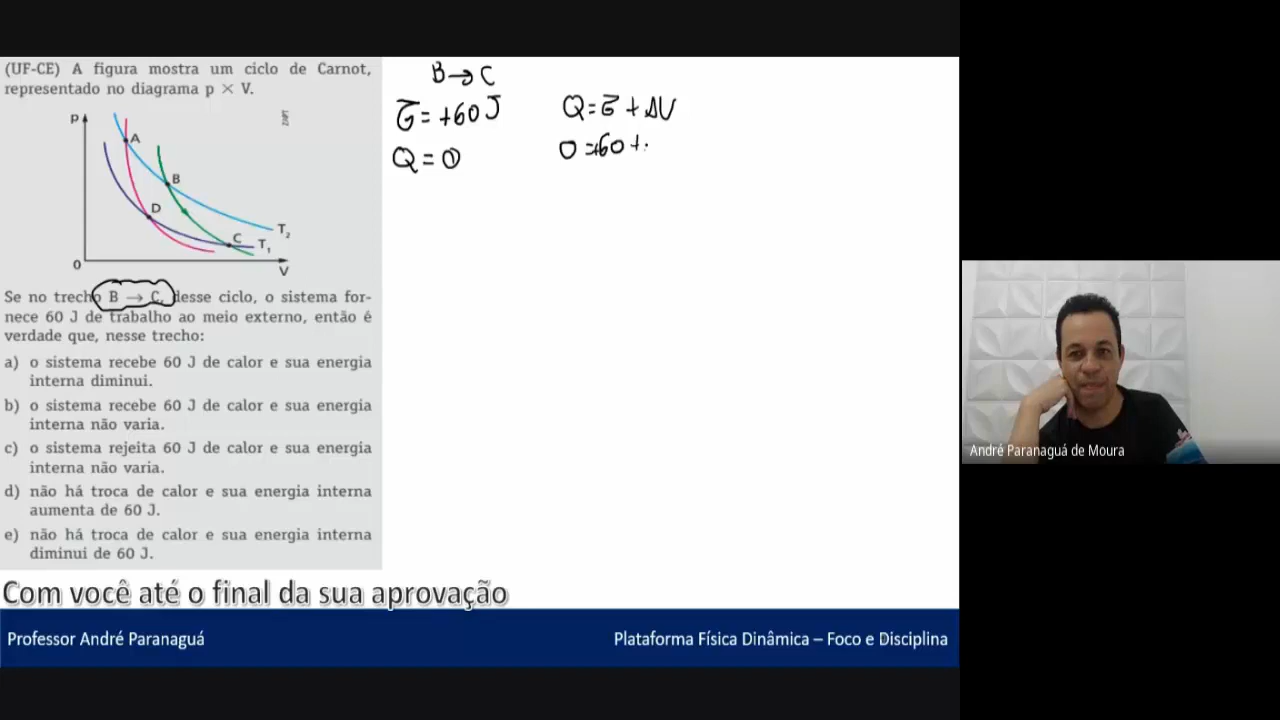 (UF-CE) A figura mostra um ciclo de Carnot,
representado no diagrama p × V.
P
A
B
D
C
T₂
T₁
0
V
Se no trecho B → C, desse ciclo, o sistema for-
nece 60 J de trabalho ao meio externo, então é
verdade que, nesse trecho:
a) o sistema recebe 60 J de calor e sua energia
interna diminui.
b) o sistema recebe 60 J de calor e sua energia
interna não varia.
c) o sistema rejeita 60 J de calor e sua energia
interna não varia.
d) não há troca de calor e sua energia interna
aumenta de 60 J.
e) não há troca de calor e sua energia interna
diminui de 60 J.
B → C
𝛕 = +60 J
Q = 0
Q = 𝛕 + ΔU
0 = +60 +
Com você até o final da sua aprovação
Professor André Paranaguá
Plataforma Física Dinâmica – Foco e Disciplina
André Paranaguá de Moura